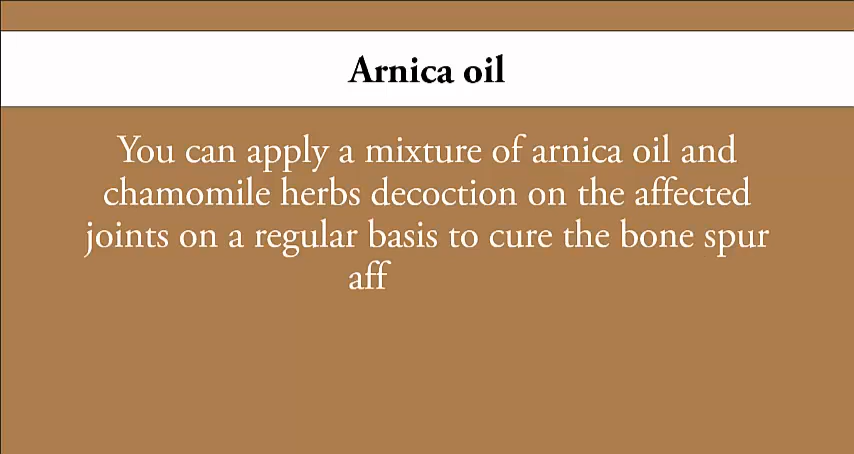 Arnica oil
You can apply a mixture of arnica oil and
chamomile herbs decoction on the affected
joints on a regular basis to cure the bone spur
aff